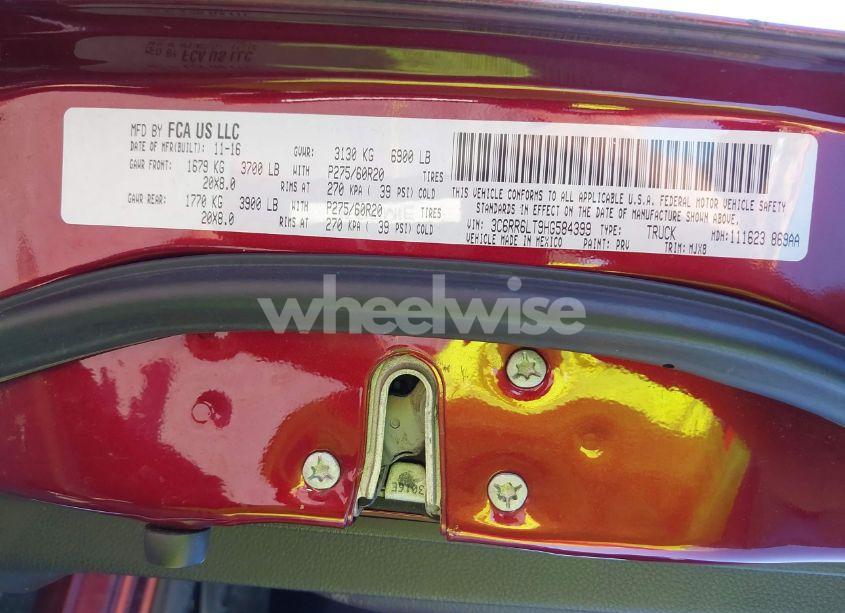 MFD BY FCA US LLC
DATE OF MFR(BUILT): 11-16 GVWR: 3130 KG 6900 LB
GAWR FRONT: 1679 KG 3700 LB WITH P275/60R20 TIRES
20X8.0 RIMS AT 270 KPA ( 39 PSI) COLD
GAWR REAR: 1770 KG 3900 LB WITH P275/60R20 TIRES
20X8.0 RIMS AT 270 KPA ( 39 PSI) COLD
THIS VEHICLE CONFORMS TO ALL APPLICABLE U.S.A. FEDERAL MOTOR VEHICLE SAFETY
STANDARDS IN EFFECT ON THE DATE OF MANUFACTURE SHOWN ABOVE.
VIN: 3C6RR6LT9HG584399 TYPE: TRUCK MDH: 111623 869AA
VEHICLE MADE IN MEXICO PAINT: PRV TRIM: MJX8
wheelwise
3016E